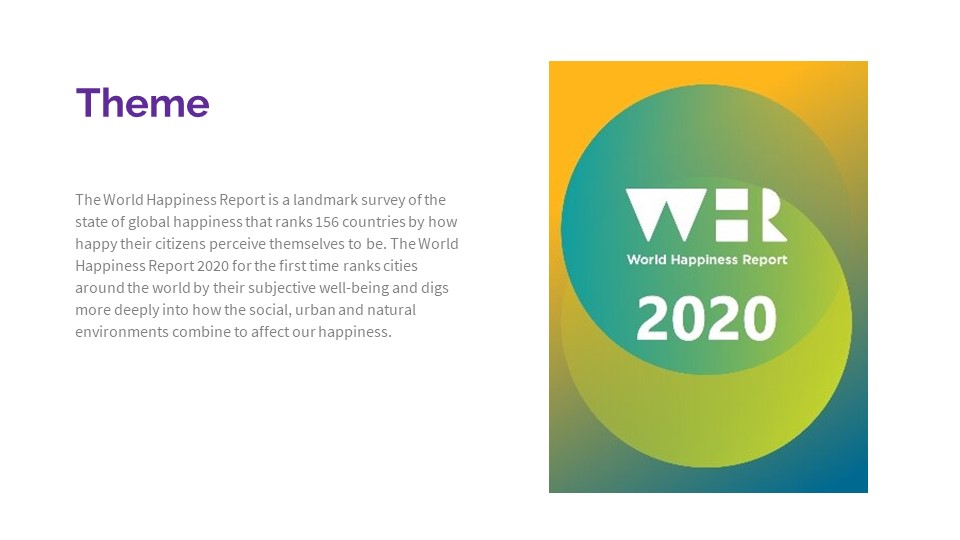 Theme
The World Happiness Report is a landmark survey of the
state of global happiness that ranks 156 countries by how
happy their citizens perceive themselves to be. The World
Happiness Report 2020 for the first time ranks cities
around the world by their subjective well-being and digs
more deeply into how the social, urban and natural
environments combine to affect our happiness.
WHR
World Happiness Report
2020